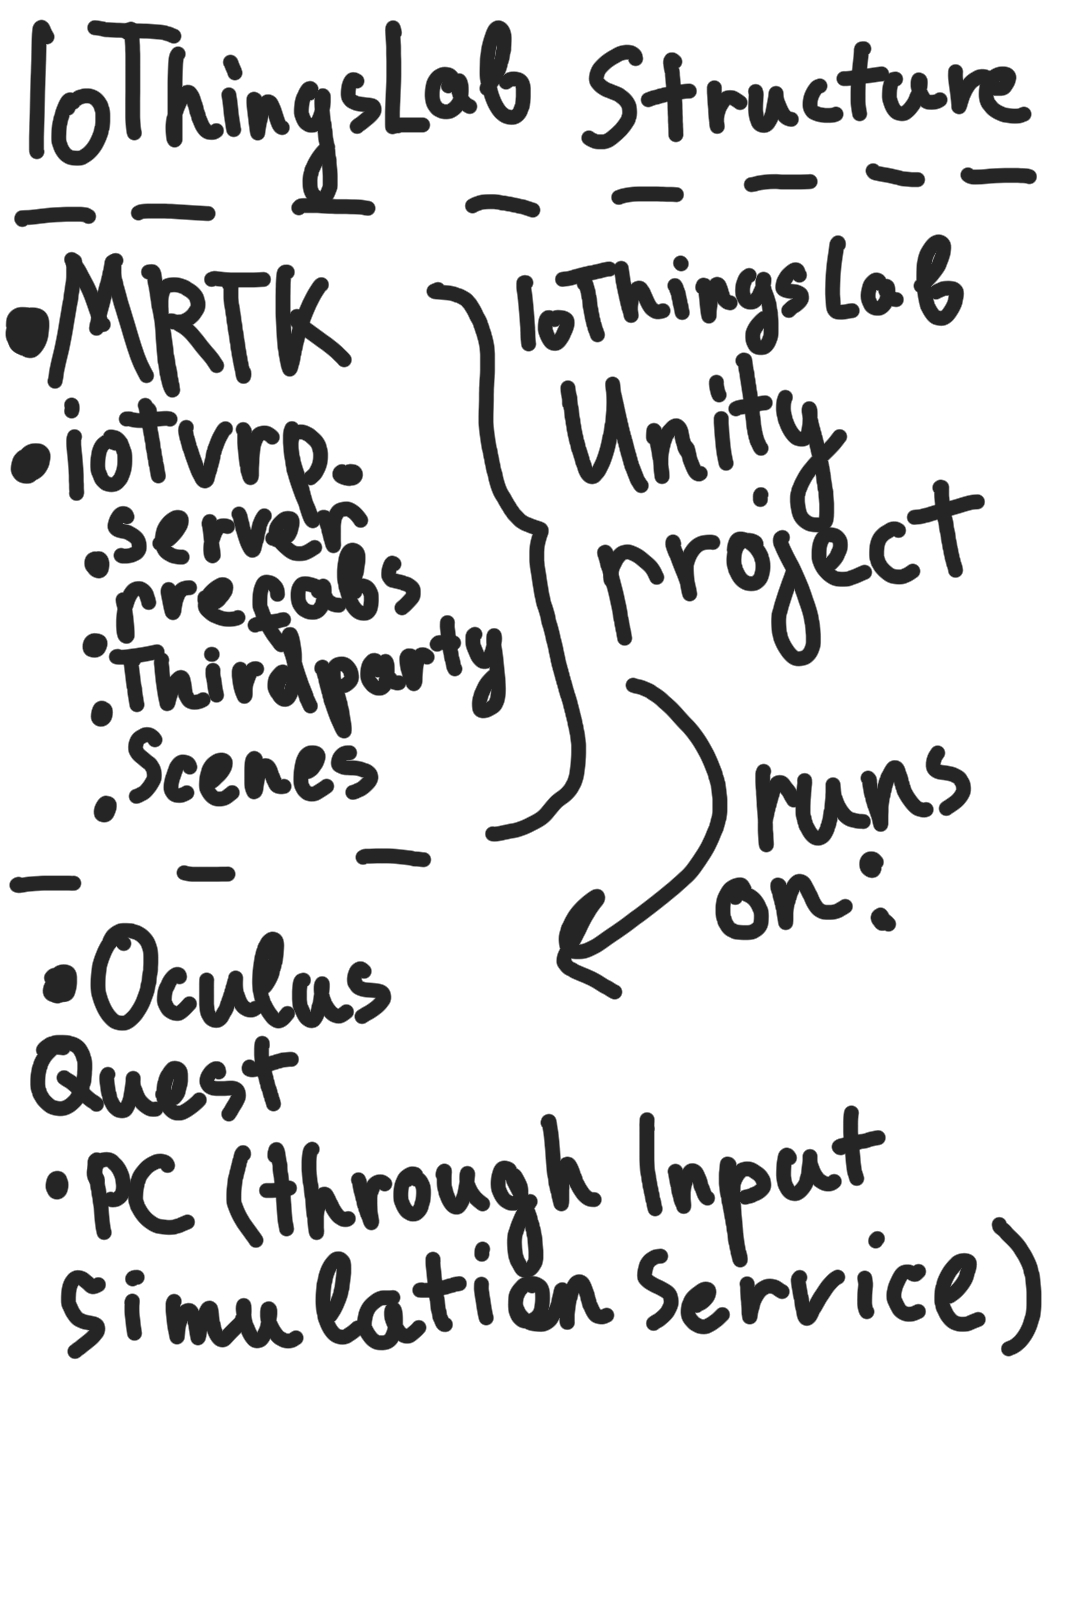 IoThingsLab Structure
• MRTK
• iotvrp-
server
• prefabs
• Thirdparty
• Scenes
•
IoThingsLab
Unity
project
runs
on:
• Oculus
Quest
• PC (through Input
Simulation Service)